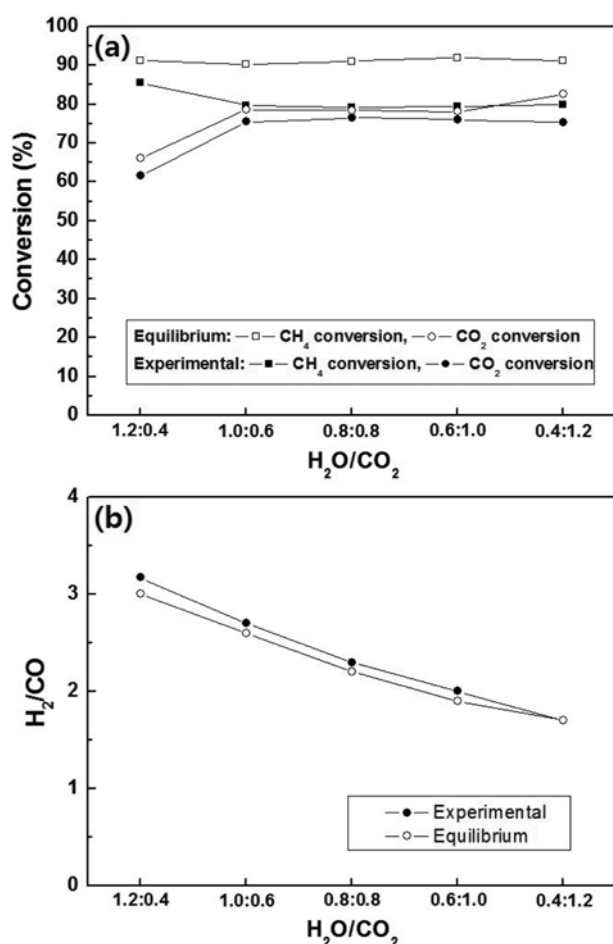 (a)
100
90
80
70
60
50
40
30
20
10
0
Conversion (%)
Equilibrium: —□— CH₄ conversion, —○— CO₂ conversion
Experimental: —■— CH₄ conversion, —●— CO₂ conversion
1.2:0.4 1.0:0.6 0.8:0.8 0.6:1.0 0.4:1.2
H₂O/CO₂
(b)
4
3
2
1
0
H₂/CO
—●— Experimental
—○— Equilibrium
1.2:0.4 1.0:0.6 0.8:0.8 0.6:1.0 0.4:1.2
H₂O/CO₂